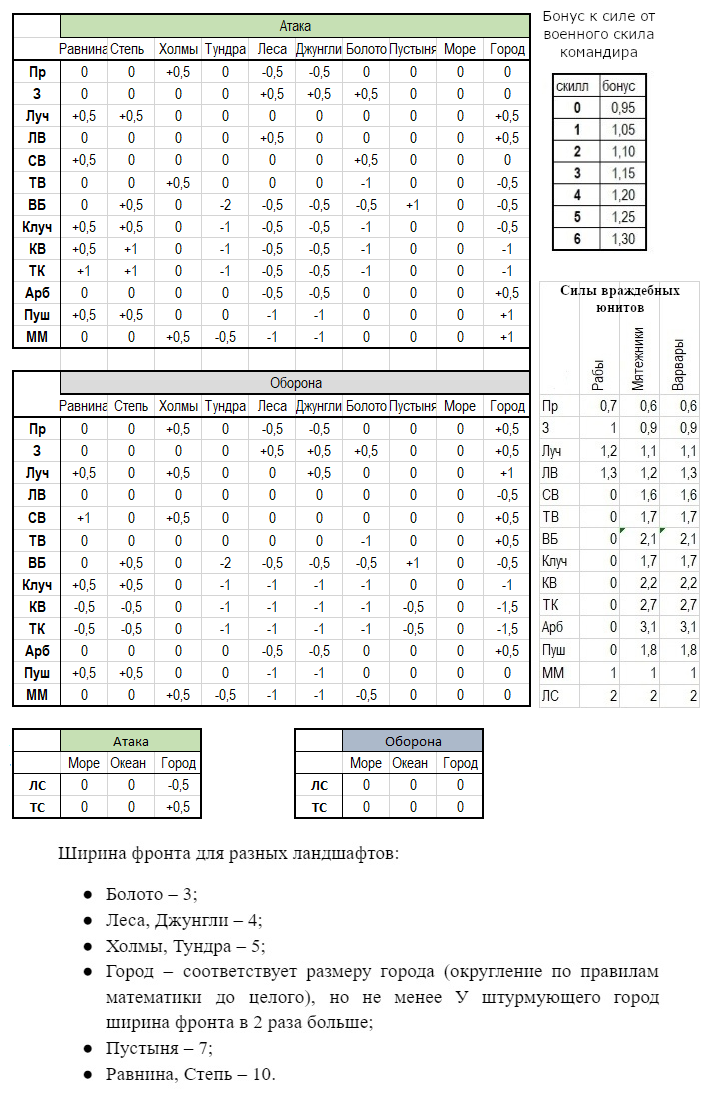 Атака
Равнина Степь Холмы Тундра Леса Джунгли Болото Пустыня Море Город
Пр 0 0 +0,5 0 -0,5 -0,5 0 0 0 0
З 0 0 0 0 +0,5 +0,5 +0,5 0 0 0
Луч +0,5 +0,5 0 0 0 0 0 0 0 +0,5
ЛВ 0 0 0 0 +0,5 0 0 0 0 +0,5
СВ +0,5 0 0 0 0 0 +0,5 0 0 0
ТВ 0 0 +0,5 0 0 0 -1 0 0 -0,5
ВБ 0 +0,5 0 -2 -0,5 -0,5 -0,5 +1 0 -0,5
Клуч +0,5 +0,5 0 -1 -0,5 -0,5 -1 0 0 -0,5
КВ +0,5 +1 0 -1 -0,5 -0,5 -1 0 0 -1
ТК +1 +1 0 -1 -0,5 -0,5 -1 0 0 -1
Арб 0 0 0 0 -0,5 -0,5 0 0 0 +0,5
Пуш +0,5 +0,5 0 0 -1 -1 0 0 0 +1
ММ 0 0 +0,5 -0,5 -1 -1 0 0 0 +1
Бонус к силе от
военного скила
командира
скилл бонус
0 0,95
1 1,05
2 1,10
3 1,15
4 1,20
5 1,25
6 1,30
Оборона
Равнина Степь Холмы Тундра Леса Джунгли Болото Пустыня Море Город
Пр 0 0 +0,5 0 -0,5 -0,5 0 0 0 +0,5
З 0 0 0 0 +0,5 +0,5 +0,5 0 0 +0,5
Луч +0,5 0 +0,5 0 0 +0,5 0 0 0 +1
ЛВ 0 0 0 0 0 0 0 0 0 -0,5
СВ +1 0 +0,5 0 0 0 0 0 0 +0,5
ТВ 0 0 0 0 0 0 -1 0 0 +0,5
ВБ 0 +0,5 0 -2 -0,5 -0,5 -0,5 +1 0 -0,5
Клуч +0,5 +0,5 0 -1 -1 -1 -1 0 0 -1
КВ -0,5 -0,5 0 -1 -1 -1 -1 -0,5 0 -1,5
ТК -0,5 -0,5 0 -1 -1 -1 -1 -0,5 0 -1,5
Арб 0 0 0 0 -0,5 -0,5 0 0 0 +0,5
Пуш +0,5 +0,5 0 0 -1 -1 0 0 0 0
ММ 0 0 +0,5 -0,5 -1 -1 -0,5 0 0 0
Силы враждебных
юнитов
Рабы Мятежники Варвары
Пр 0,7 0,6 0,6
З 1 0,9 0,9
Луч 1,2 1,1 1,1
ЛВ 1,3 1,2 1,3
СВ 0 1,6 1,6
ТВ 0 1,7 1,7
ВБ 0 2,1 2,1
Клуч 0 1,7 1,7
КВ 0 2,2 2,2
ТК 0 2,7 2,7
Арб 0 3,1 3,1
Пуш 0 1,8 1,8
ММ 1 1 1
ЛС 2 2 2
Атака
Море Океан Город
ЛС 0 0 -0,5
ТС 0 0 +0,5
Оборона
Море Океан Город
ЛС 0 0 0
ТС 0 0 0
Ширина фронта для разных ландшафтов:
● Болото – 3;
● Леса, Джунгли – 4;
● Холмы, Тундра – 5;
● Город – соответствует размеру города (округление по правилам
математики до целого), но не менее У штурмующего город
ширина фронта в 2 раза больше;
● Пустыня – 7;
● Равнина, Степь – 10.